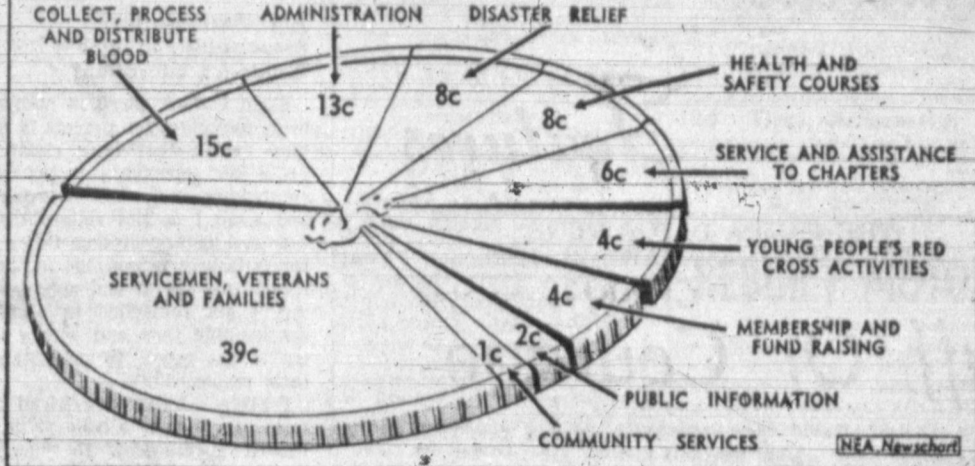 COLLECT, PROCESS
AND DISTRIBUTE
BLOOD
ADMINISTRATION
DISASTER RELIEF
HEALTH AND
SAFETY COURSES
13c
8c
8c
15c
SERVICE AND ASSISTANCE
TO CHAPTERS
6c
4c
YOUNG PEOPLE'S RED
CROSS ACTIVITIES
SERVICEMEN, VETERANS
AND FAMILIES
4c
MEMBERSHIP AND
FUND RAISING
39c
2c
1c
PUBLIC INFORMATION
COMMUNITY SERVICES
NEA Newschart